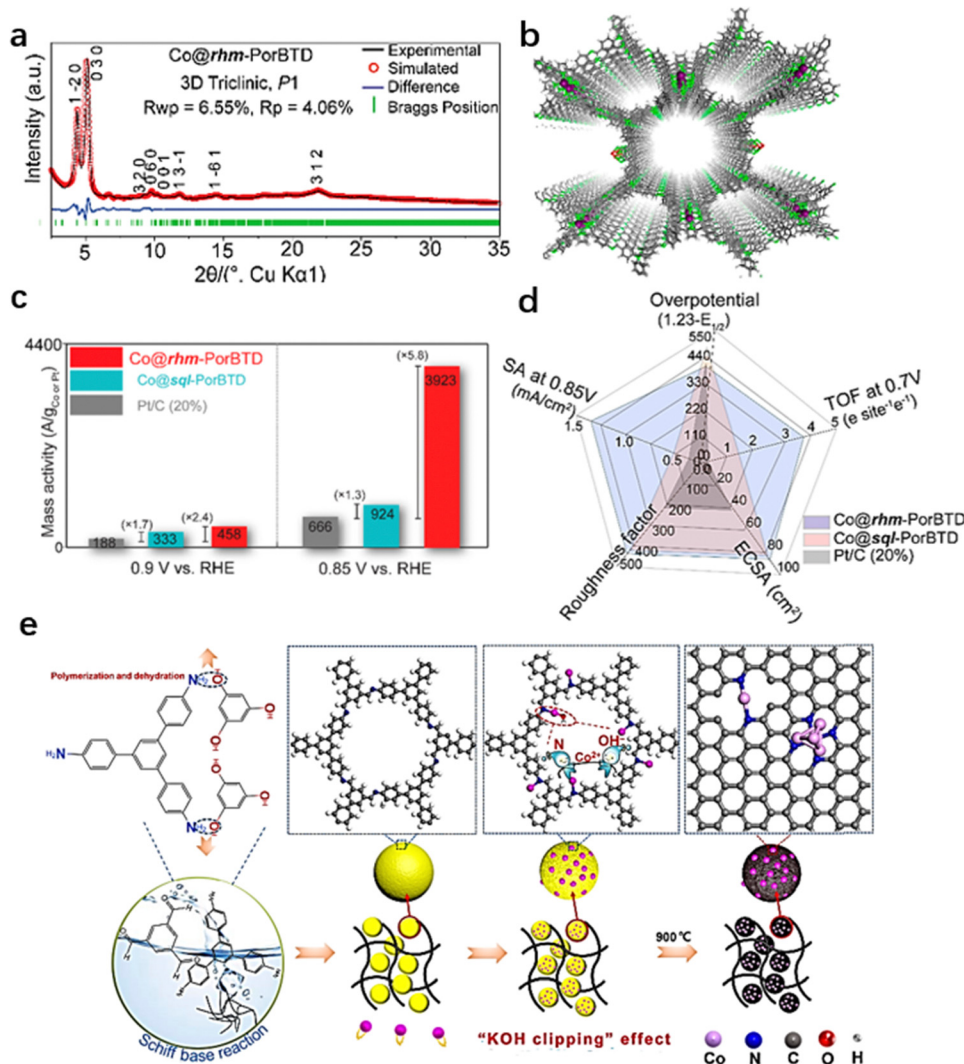 a
Co@rhm-PorBTD
3D Triclinic, P1
Rwp = 6.55%, Rp = 4.06%
Experimental
Simulated
Difference
Braggs Position
Intensity (a.u.)
1 -2 0
0 3 0
3 2 0
0 6 0
0 0 1
1 3 -1
1 -6 1
3 1 2
5 10 15 20 25 30 35
2θ/(°, Cu Kα1)
b
c
4400
Co@rhm-PorBTD
Co@sql-PorBTD
Pt/C (20%)
Mass activity (A/gCo or Pt)
0
188
(×1.7)
333
(×2.4)
458
666
(×1.3)
924
(×5.8)
3923
0.9 V vs. RHE
0.85 V vs. RHE
d
Overpotential
(1.23-E1/2)
550
440
330
220
110
SA at 0.85V
(mA/cm²)
1.5
1.0
0.5
TOF at 0.7V
(e site⁻¹e⁻¹)
1 2 3 4 5
20
40
60
80
100
ECSA (cm²)
100
200
300
400
500
Roughness factor
Co@rhm-PorBTD
Co@sql-PorBTD
Pt/C (20%)
e
Polymerization and dehydration
H₂N
N
OH
Co²⁺
Schiff base reaction
900℃
"KOH clipping" effect
Co N C O H